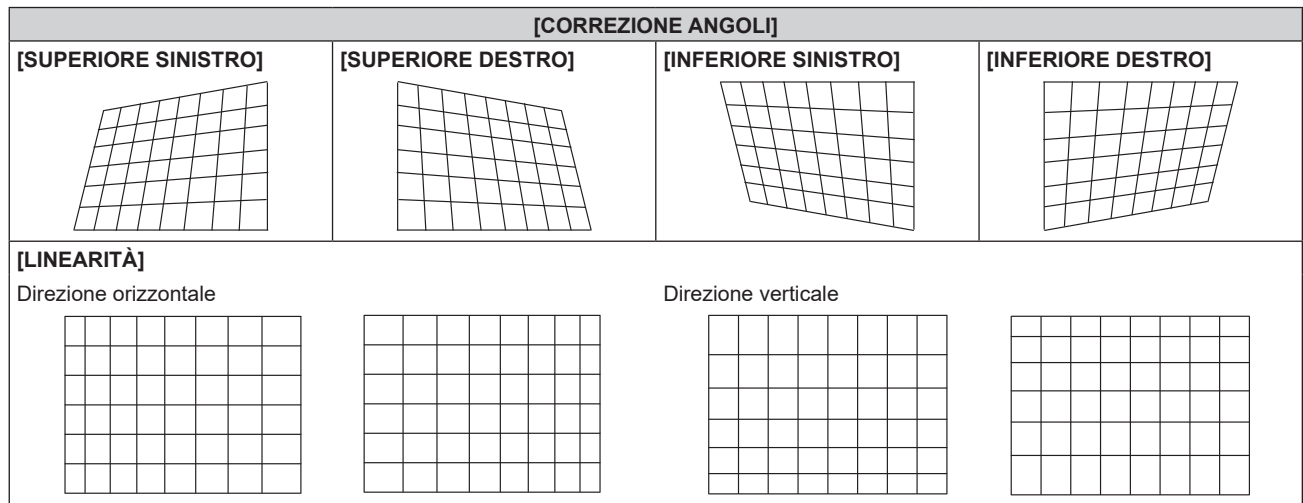 [CORREZIONE ANGOLI]
[SUPERIORE SINISTRO]
[SUPERIORE DESTRO]
[INFERIORE SINISTRO]
[INFERIORE DESTRO]
[LINEARITÀ]
Direzione orizzontale
Direzione verticale